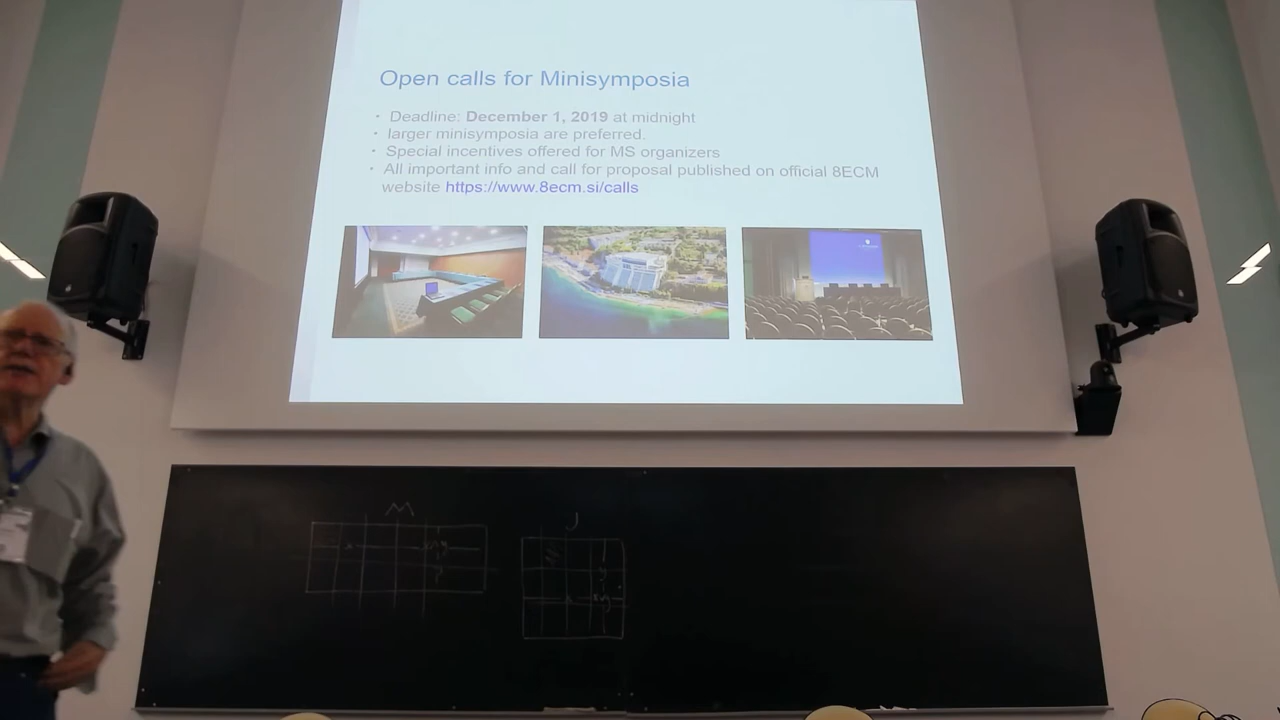 Open calls for Minisymposia
• Deadline: December 1, 2019 at midnight
• larger minisymposia are preferred.
• Special incentives offered for MS organizers
• All important info and call for proposal published on official 8ECM
website https://www.8ecm.si/calls
M
J